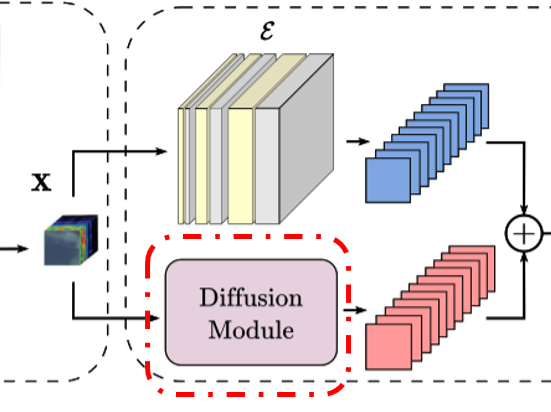 ℰ
X
Diffusion
Module
+